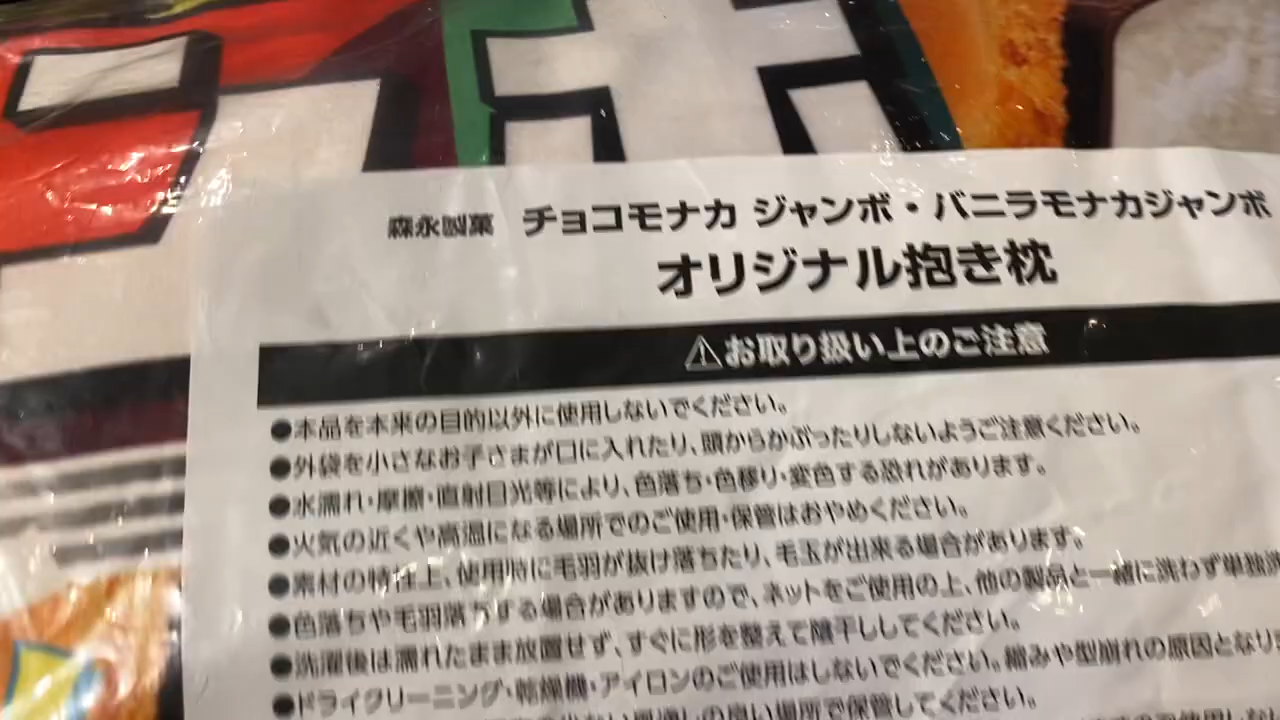 森永製菓 チョコモナカ ジャンボ・バニラモナカジャンボ
オリジナル抱き枕
⚠お取り扱い上のご注意
●本品を本来の目的以外に使用しないでください。
●外袋を小さなお子さまが口に入れたり、頭からかぶったりしないようご注意ください。
●水濡れ・摩擦・直射日光等により、色落ち・色移り・変色する恐れがあります。
●火気の近くや高温になる場所でのご使用・保管はおやめください。
●素材の特性上、使用時に毛羽が抜け落ちたり、毛玉が出来る場合があります。
●色落ちや毛羽落ちする場合がありますので、ネットをご使用の上、他の製品と一緒に洗わず単独洗
●洗濯後は濡れたまま放置せず、すぐに形を整えて陰干ししてください。
●ドライクリーニング・乾燥機・アイロンのご使用はしないでください。縮みや型崩れの原因となり
の良い場所で保管してください。